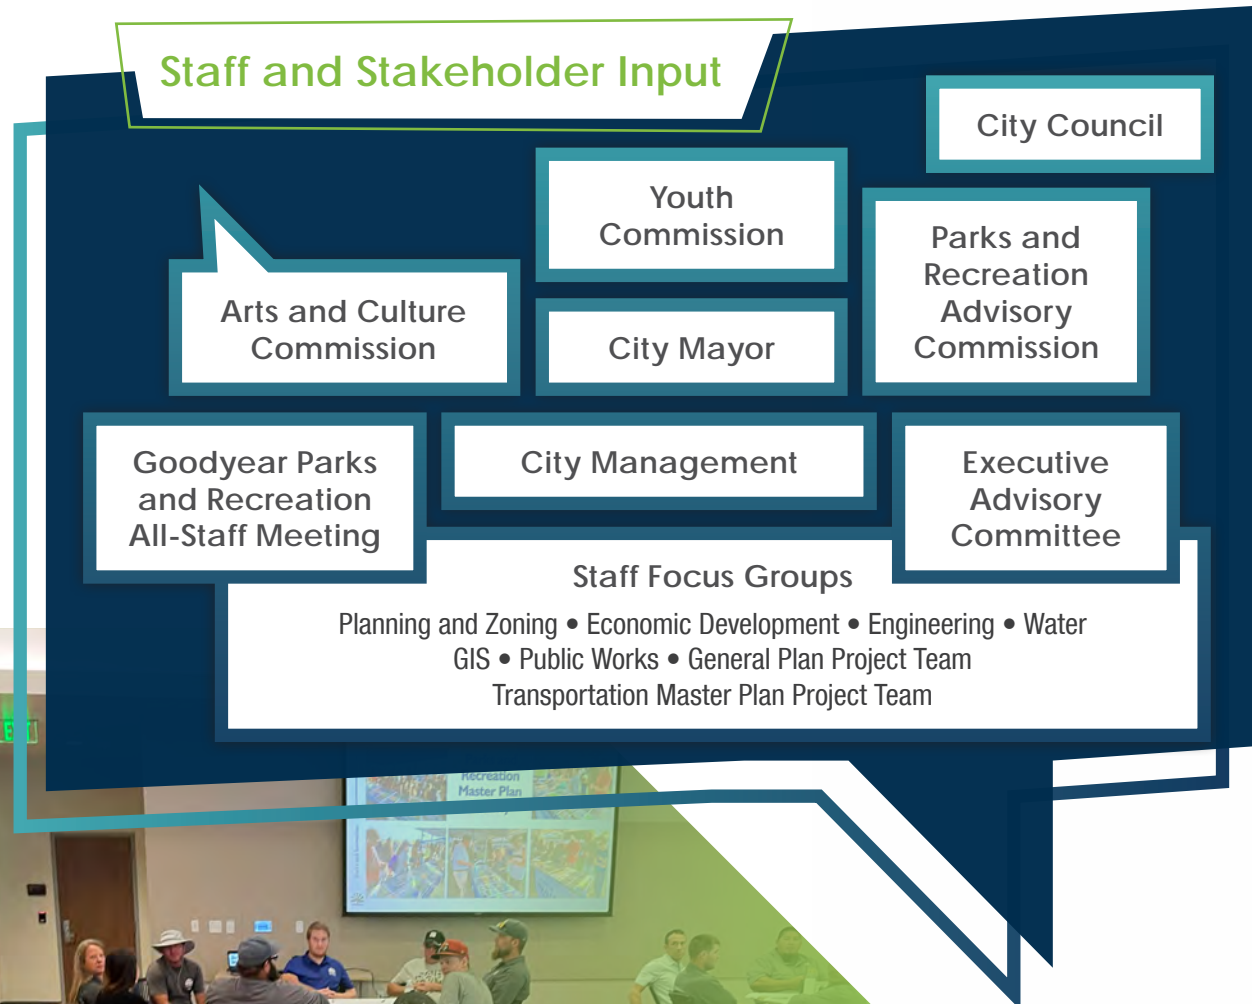 Staff and Stakeholder Input
City Council
Youth
Commission
Parks and
Recreation
Advisory
Commission
Arts and Culture
Commission
City Mayor
Goodyear Parks
and Recreation
All-Staff Meeting
City Management
Executive
Advisory
Committee
Staff Focus Groups
Planning and Zoning • Economic Development • Engineering • Water
GIS • Public Works • General Plan Project Team
Transportation Master Plan Project Team
EXIT
Recreation
Master Plan